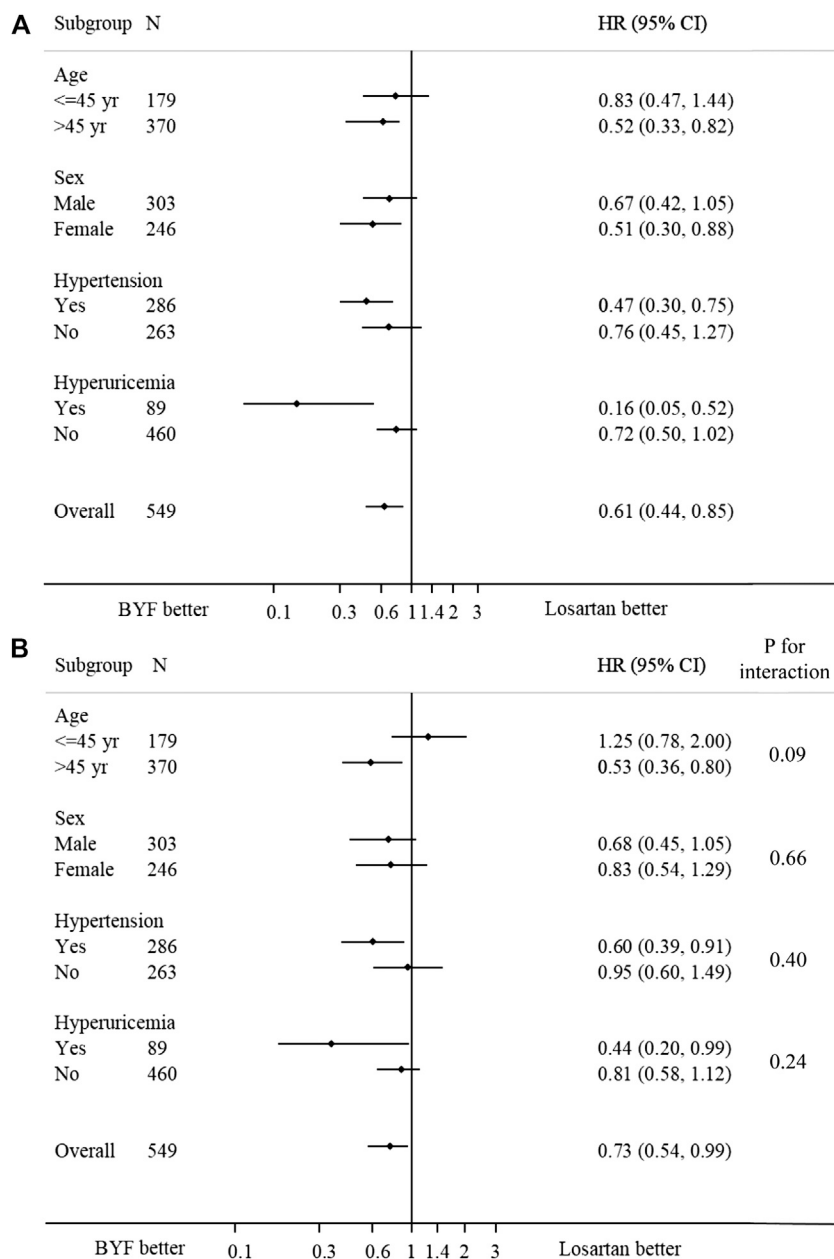 A
Subgroup N HR (95% CI)
Age
<=45 yr 179 0.83 (0.47, 1.44)
>45 yr 370 0.52 (0.33, 0.82)
Sex
Male 303 0.67 (0.42, 1.05)
Female 246 0.51 (0.30, 0.88)
Hypertension
Yes 286 0.47 (0.30, 0.75)
No 263 0.76 (0.45, 1.27)
Hyperuricemia
Yes 89 0.16 (0.05, 0.52)
No 460 0.72 (0.50, 1.02)
Overall 549 0.61 (0.44, 0.85)
BYF better 0.1 0.3 0.6 1 1.4 2 3 Losartan better
B
Subgroup N HR (95% CI) P for interaction
Age
<=45 yr 179 1.25 (0.78, 2.00)
0.09
>45 yr 370 0.53 (0.36, 0.80)
Sex
Male 303 0.68 (0.45, 1.05)
0.66
Female 246 0.83 (0.54, 1.29)
Hypertension
Yes 286 0.60 (0.39, 0.91)
0.40
No 263 0.95 (0.60, 1.49)
Hyperuricemia
Yes 89 0.44 (0.20, 0.99)
0.24
No 460 0.81 (0.58, 1.12)
Overall 549 0.73 (0.54, 0.99)
BYF better 0.1 0.3 0.6 1 1.4 2 3 Losartan better